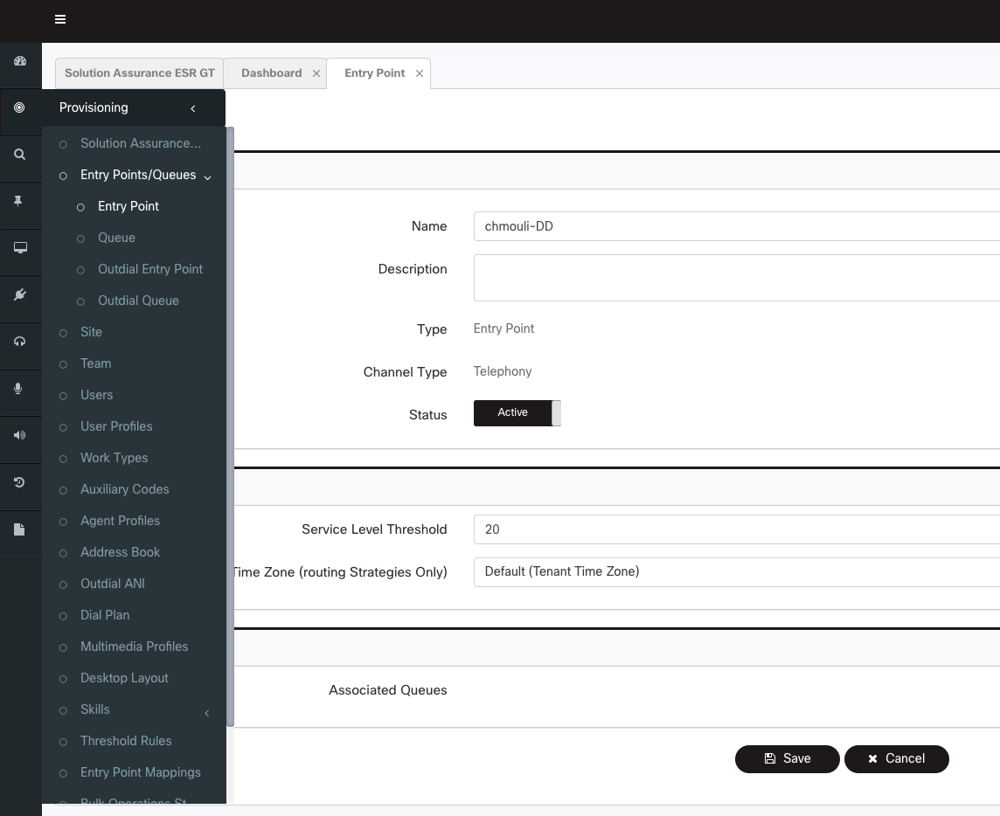 Solution Assurance ESR GT
Dashboard
Entry Point
Provisioning
Solution Assurance...
Entry Points/Queues
Entry Point
Queue
Outdial Entry Point
Outdial Queue
Site
Team
Users
User Profiles
Work Types
Auxiliary Codes
Agent Profiles
Address Book
Outdial ANI
Dial Plan
Multimedia Profiles
Desktop Layout
Skills
Threshold Rules
Entry Point Mappings
Bulk Operations St
Name
chmouli-DD
Description
Type
Entry Point
Channel Type
Telephony
Status
Active
Service Level Threshold
20
Time Zone (routing Strategies Only)
Default (Tenant Time Zone)
Associated Queues
Save
Cancel